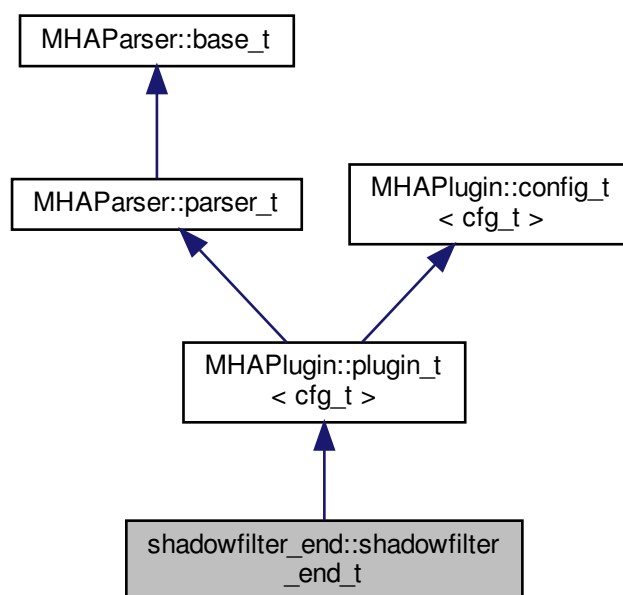 MHAParser::base_t
MHAParser::parser_t
MHAPlugin::config_t
< cfg_t >
MHAPlugin::plugin_t
< cfg_t >
shadowfilter_end::shadowfilter
_end_t